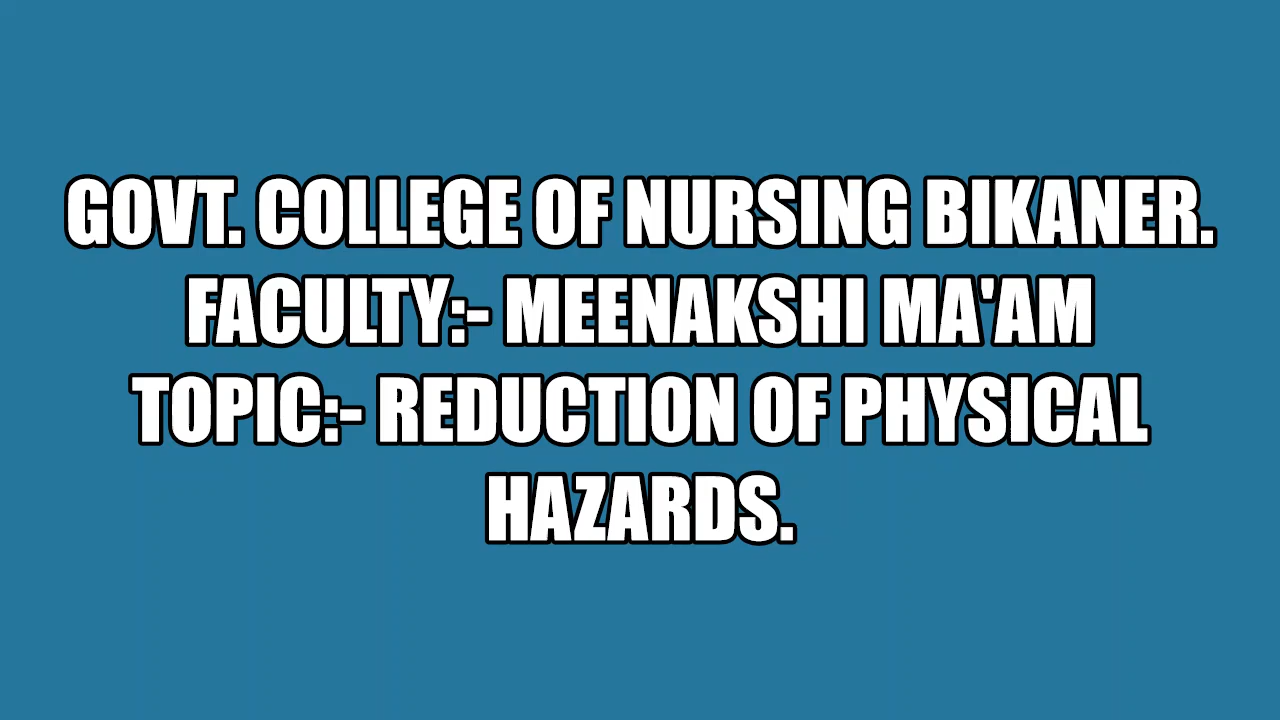 GOVT. COLLEGE OF NURSING BIKANER.
FACULTY:- MEENAKSHI MA'AM
TOPIC:- REDUCTION OF PHYSICAL
HAZARDS.